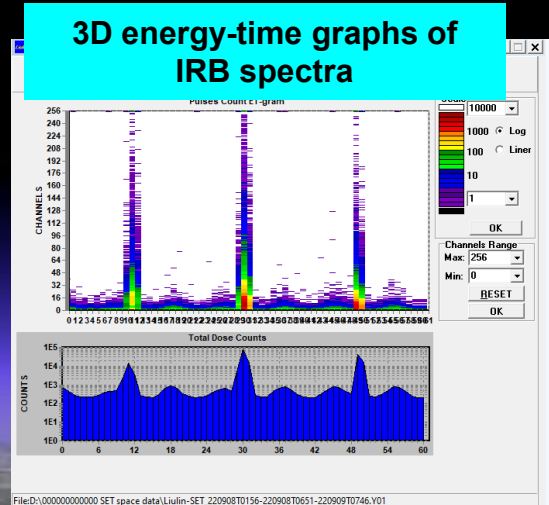 3D energy-time graphs of
IRB spectra
Pulses Count ET-gram
256
240
224
208
192
176
160
144
128
112
96
80
64
48
32
16
0
CHANNELS
10000
1000
Log
100
Liner
10
1
OK
Channels Range
Max: 256
Min: 0
RESET
OK
Total Dose Counts
1E5
1E4
1E3
1E2
1E1
1E0
COUNTS
0 6 12 18 24 30 36 42 48 54 60
File:D:\000000000000 SET space data\Liulin-SET_220908T0156-220908T0651-220909T0746.Y01